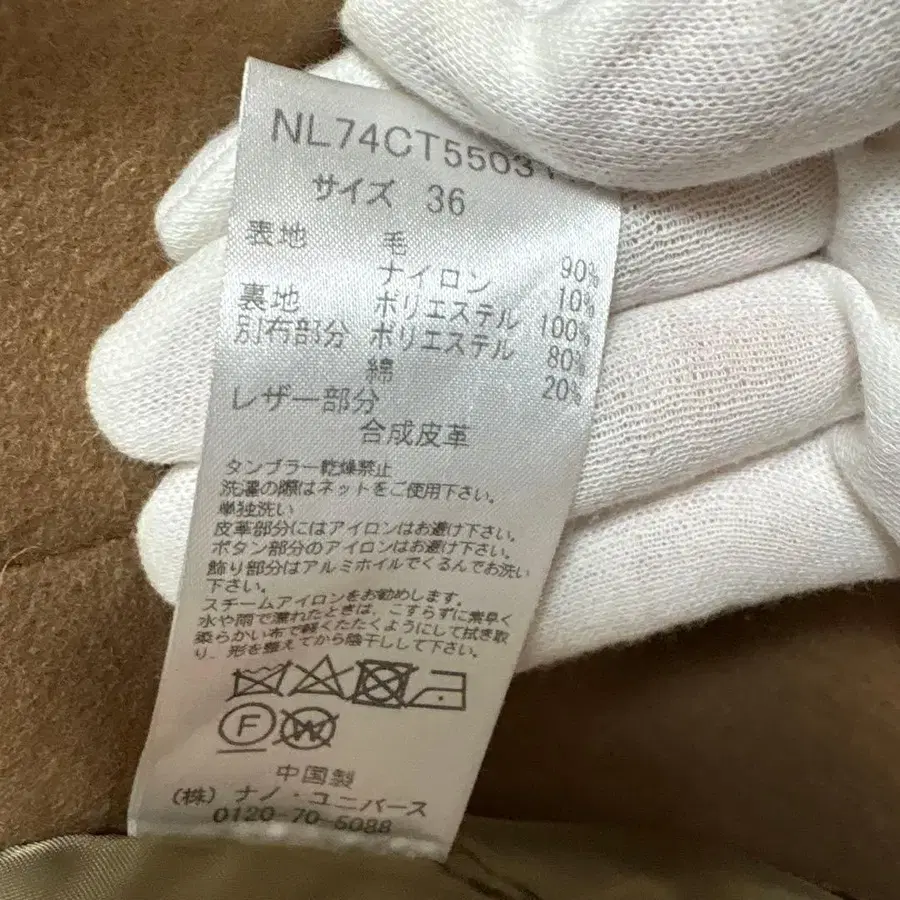 NL74CT5503
サイズ 36
表地 毛 90%
ナイロン 10%
裏地 ポリエステル 100%
別布部分 ポリエステル 80%
綿 20%
レザー部分
合成皮革
タンブラー乾燥禁止
洗濯の際はネットをご使用下さい。
単独洗い
皮革部分にはアイロンはお避け下さい。
ボタン部分のアイロンはお避け下さい。
飾り部分はアルミホイルでくるんでお洗い
下さい。
スチームアイロンをお勧めします。
水や雨で濡れたときは、こすらずに素早く
柔らかい布で軽くたたくようにして拭き取
り、形を整えてから陰干しして下さい。
F W
中国製
(株) ナノ・ユニバース
0120-70-5088